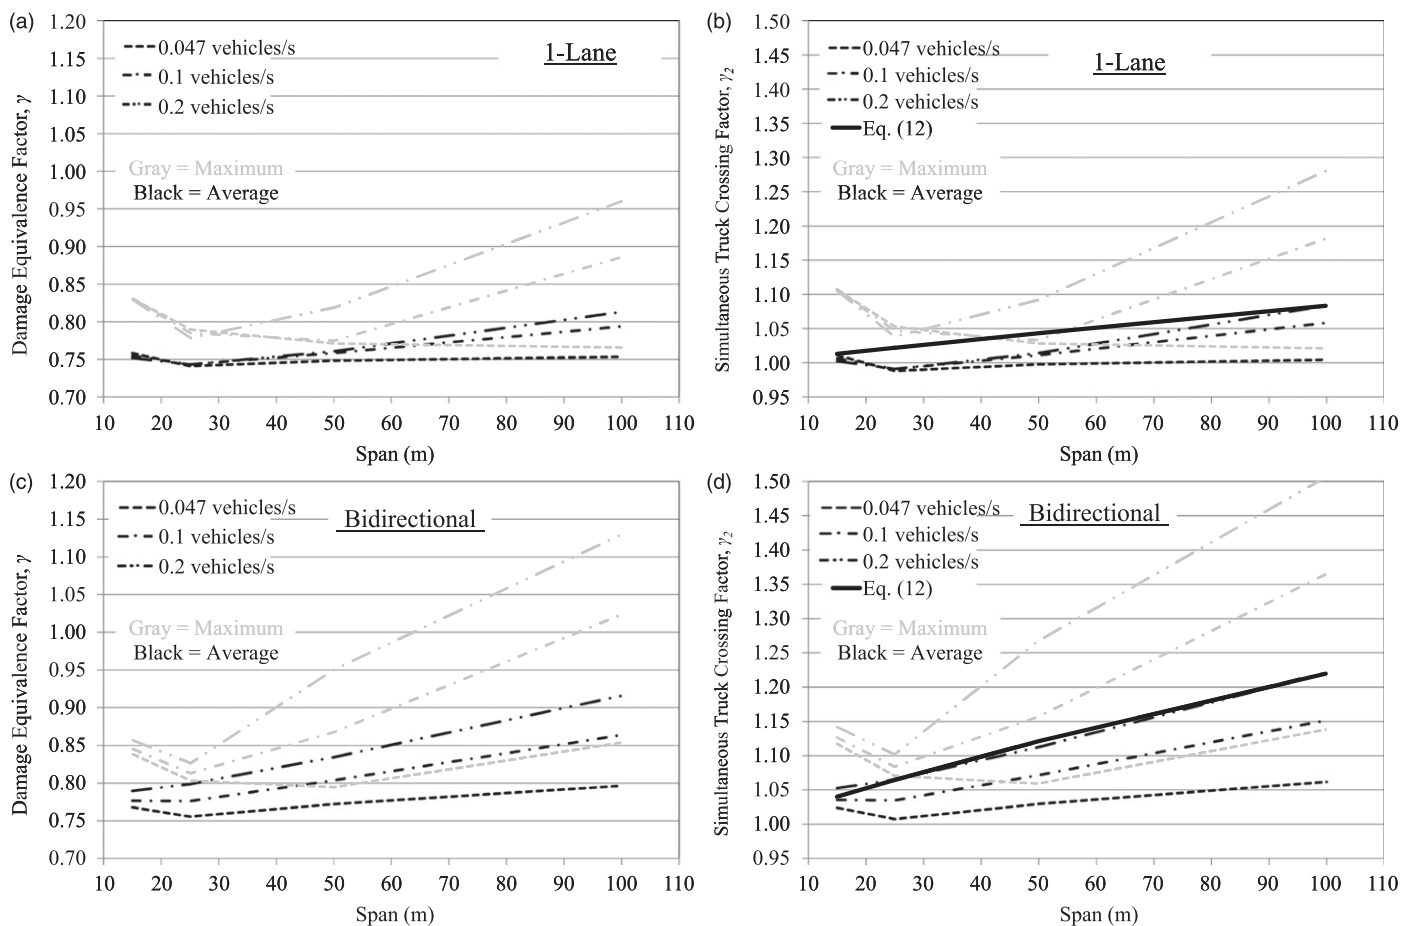 (a)
1.20
1.15
1.10
1.05
1.00
0.95
0.90
0.85
0.80
0.75
0.70
Damage Equivalence Factor, γ
0.047 vehicles/s
0.1 vehicles/s
0.2 vehicles/s
1-Lane
Gray = Maximum
Black = Average
10 20 30 40 50 60 70 80 90 100 110
Span (m)
(b)
1.50
1.45
1.40
1.35
1.30
1.25
1.20
1.15
1.10
1.05
1.00
0.95
Simultaneous Truck Crossing Factor, γ2
0.047 vehicles/s
0.1 vehicles/s
0.2 vehicles/s
Eq. (12)
1-Lane
Gray = Maximum
Black = Average
10 20 30 40 50 60 70 80 90 100 110
Span (m)
(c)
1.20
1.15
1.10
1.05
1.00
0.95
0.90
0.85
0.80
0.75
0.70
Damage Equivalence Factor, γ
0.047 vehicles/s
0.1 vehicles/s
0.2 vehicles/s
Bidirectional
Gray = Maximum
Black = Average
10 20 30 40 50 60 70 80 90 100 110
Span (m)
(d)
1.50
1.45
1.40
1.35
1.30
1.25
1.20
1.15
1.10
1.05
1.00
0.95
Simultaneous Truck Crossing Factor, γ2
0.047 vehicles/s
0.1 vehicles/s
0.2 vehicles/s
Eq. (12)
Bidirectional
Gray = Maximum
Black = Average
10 20 30 40 50 60 70 80 90 100 110
Span (m)